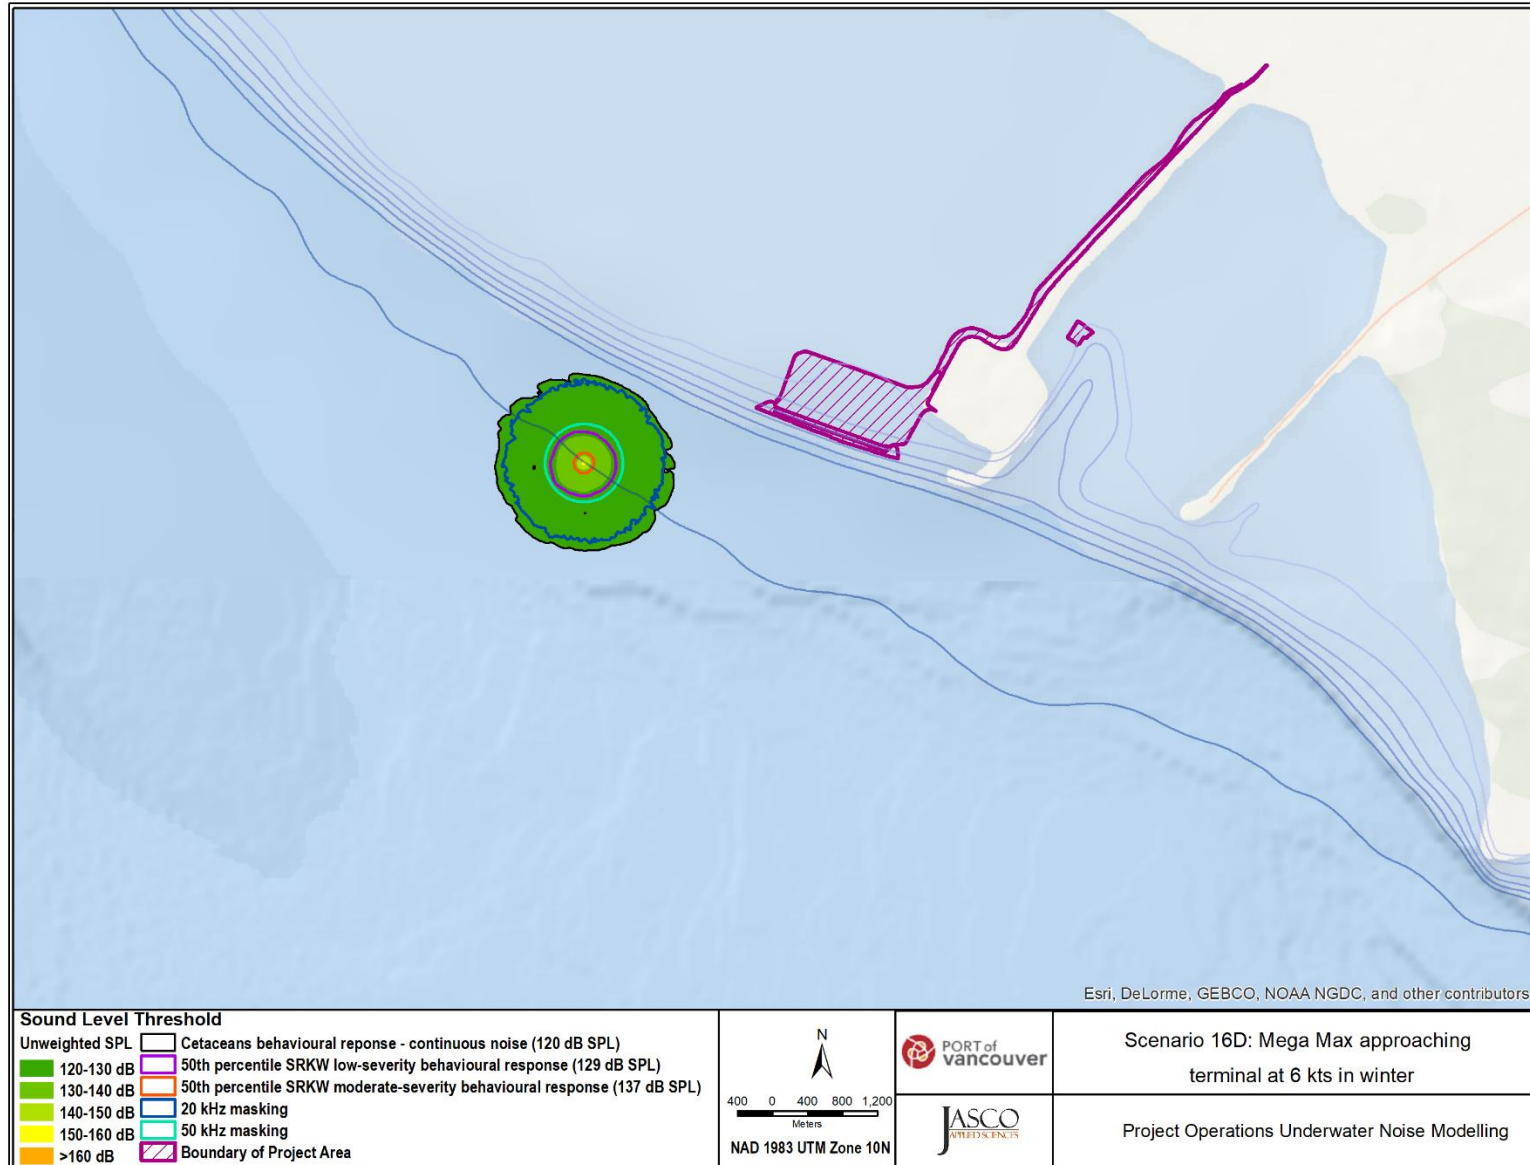 Esri, DeLorme, GEBCO, NOAA NGDC, and other contributors
Sound Level Threshold
Unweighted SPL
120-130 dB
130-140 dB
140-150 dB
150-160 dB
>160 dB
Cetaceans behavioural reponse - continuous noise (120 dB SPL)
50th percentile SRKW low-severity behavioural response (129 dB SPL)
50th percentile SRKW moderate-severity behavioural response (137 dB SPL)
20 kHz masking
50 kHz masking
Boundary of Project Area
N
400 0 400 800 1,200
Meters
NAD 1983 UTM Zone 10N
PORT of
vancouver
JASCO
APPLIED SCIENCES
Scenario 16D: Mega Max approaching
terminal at 6 kts in winter
Project Operations Underwater Noise Modelling